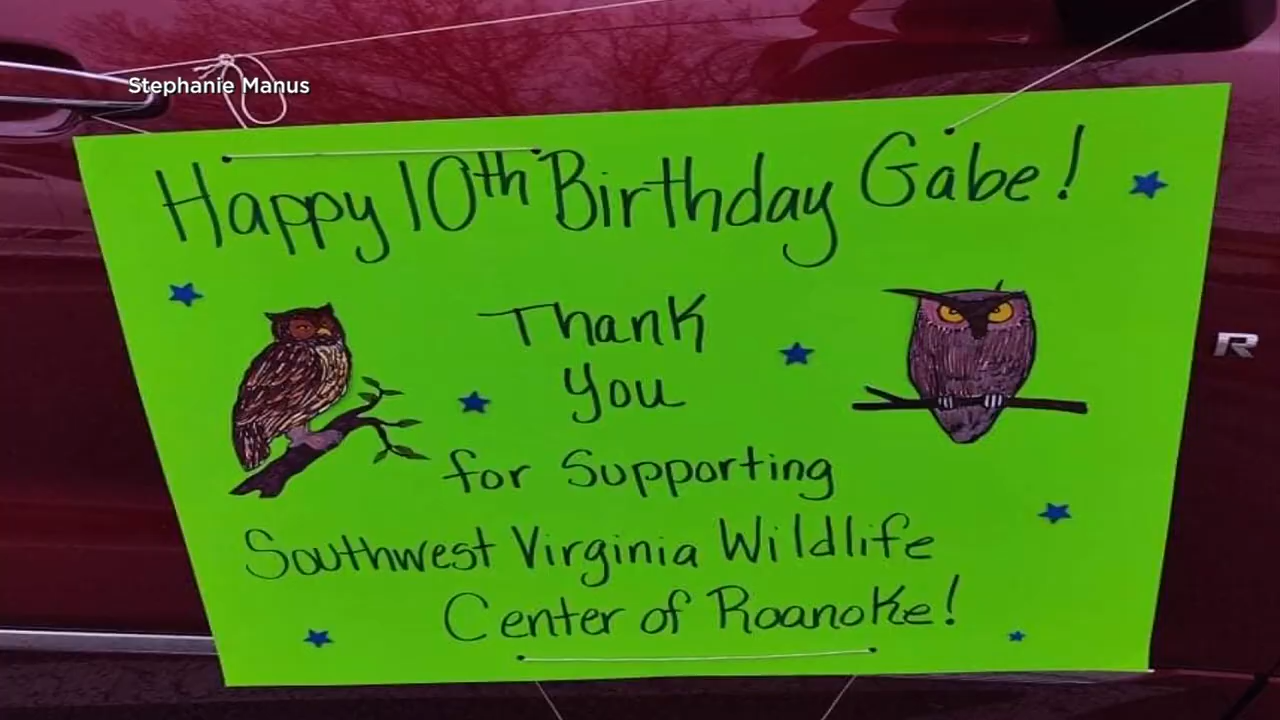 Stephanie Manus
Happy 10th Birthday Gabe!
Thank
You
for Supporting
R
Southwest Virginia Wildlife
Center of Roanoke!